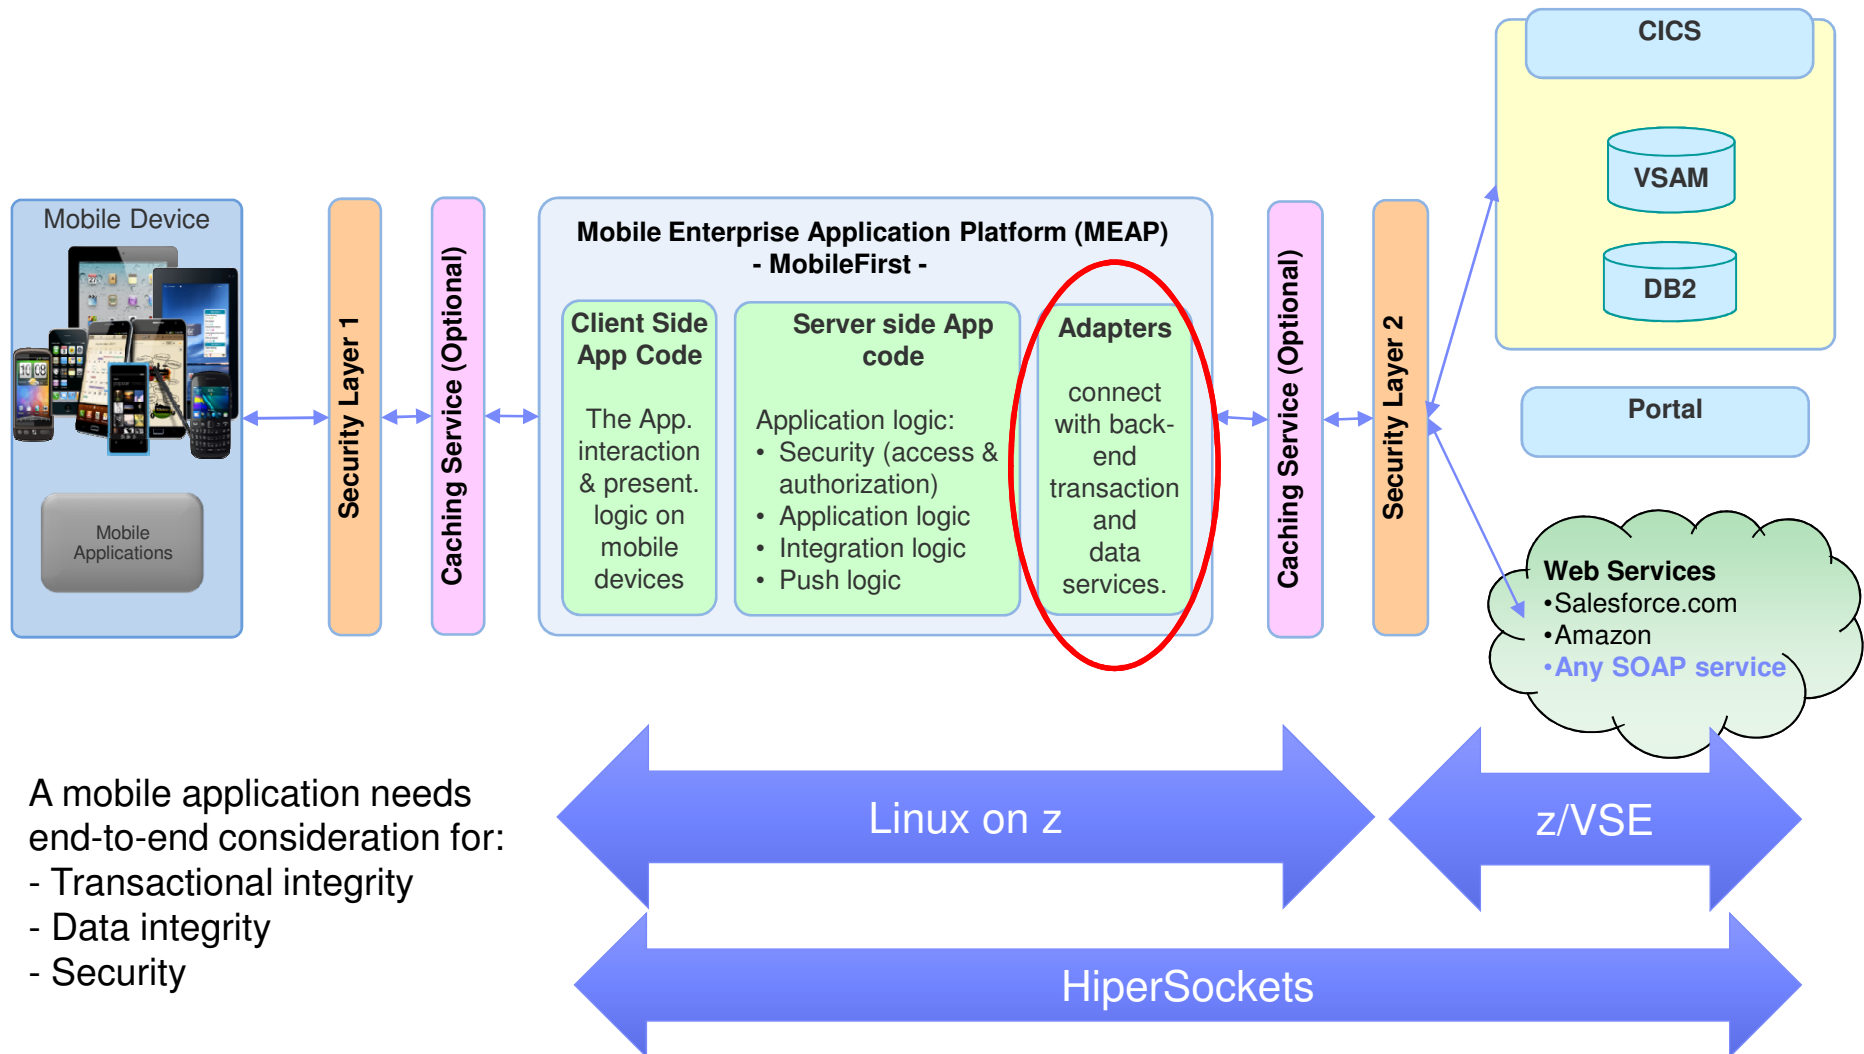 Mobile Device
10 08
Mobile
Applications
Security Layer 1
Caching Service (Optional)
Mobile Enterprise Application Platform (MEAP)
- MobileFirst -
Client Side
App Code
The App.
interaction
& present.
logic on
mobile
devices
Server side App
code
Application logic:
• Security (access &
authorization)
• Application logic
• Integration logic
• Push logic
Adapters
connect
with back-
end
transaction
and
data
services.
Caching Service (Optional)
Security Layer 2
CICS
VSAM
DB2
Portal
Web Services
•Salesforce.com
•Amazon
•Any SOAP service
A mobile application needs
end-to-end consideration for:
- Transactional integrity
- Data integrity
- Security
Linux on z
z/VSE
HiperSockets